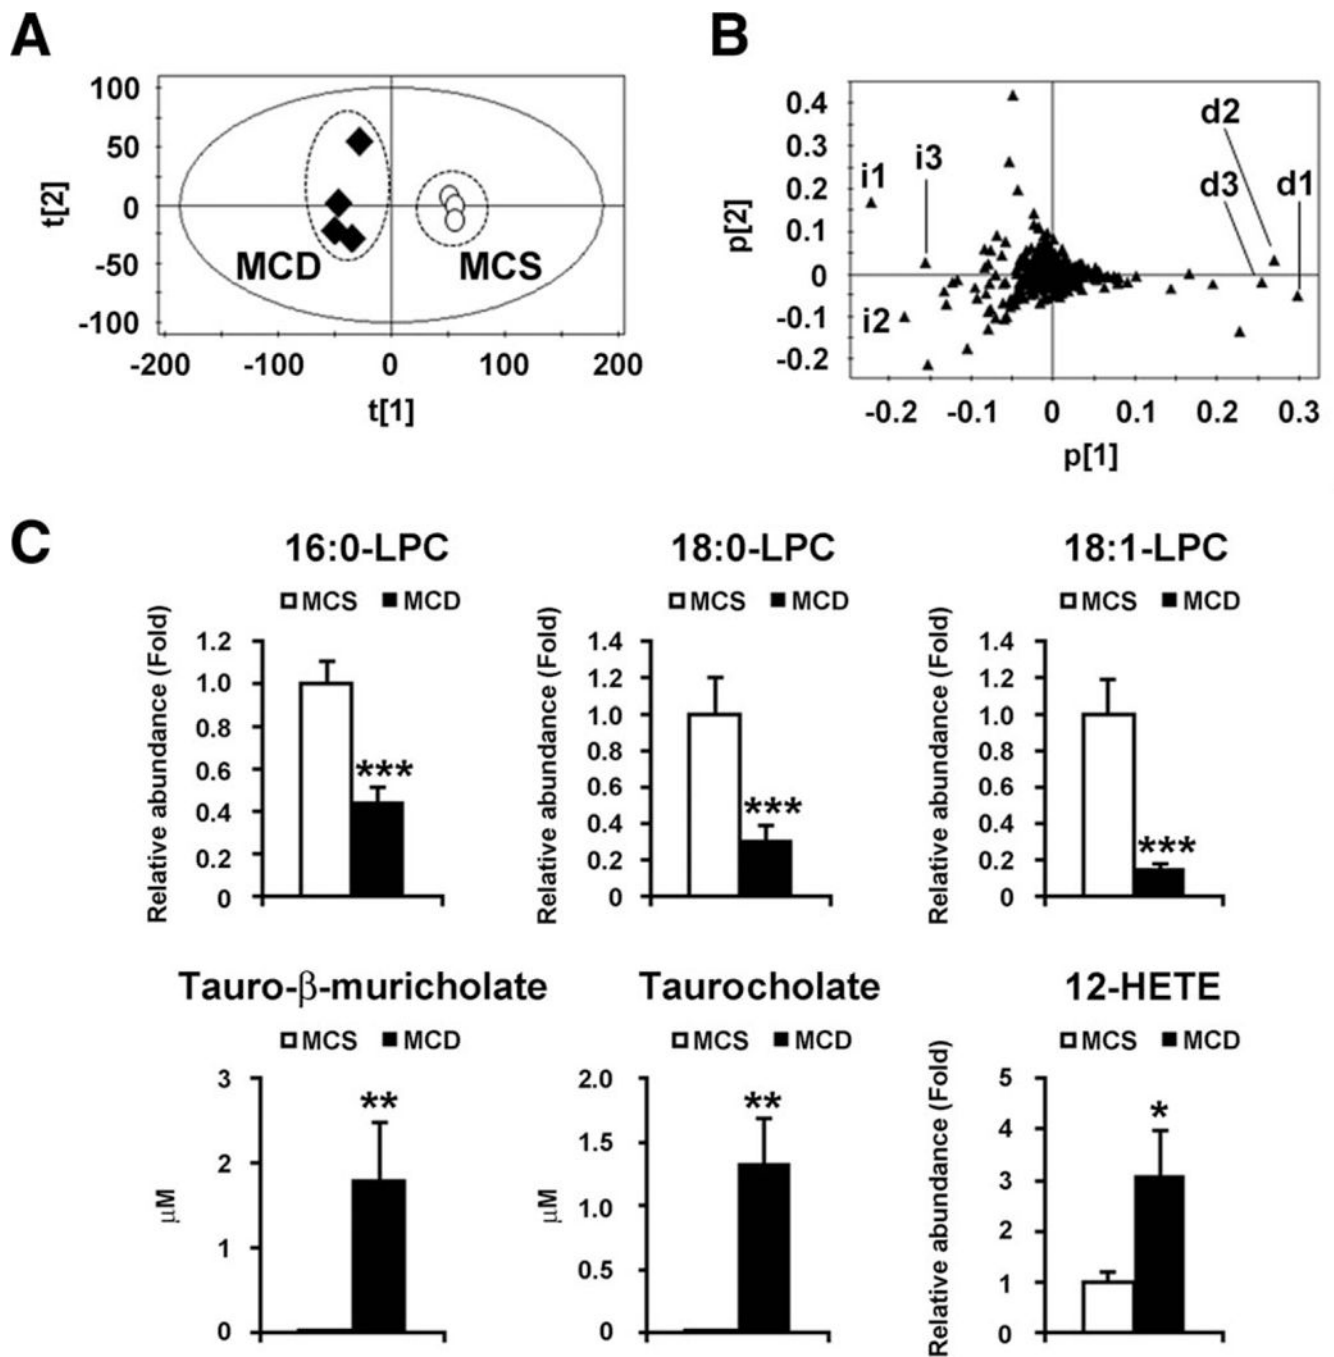 A
B
100
50
0
-50
-100
t[2]
MCD
MCS
-200
-100
0
100
200
t[1]
0.4
0.3
0.2
0.1
0
-0.1
-0.2
p[2]
i1
i3
i2
d2
d3
d1
-0.2
-0.1
0
0.1
0.2
0.3
p[1]
C
16:0-LPC
MCS MCD
Relative abundance (Fold)
1.2
1.0
0.8
0.6
0.4
0.2
0
***
18:0-LPC
MCS MCD
Relative abundance (Fold)
1.4
1.2
1.0
0.8
0.6
0.4
0.2
0
***
18:1-LPC
MCS MCD
Relative abundance (Fold)
1.4
1.2
1.0
0.8
0.6
0.4
0.2
0
***
Tauro-β-muricholate
MCS MCD
μM
3
2
1
0
**
Taurocholate
MCS MCD
μM
2.0
1.5
1.0
0.5
0
**
12-HETE
MCS MCD
Relative abundance (Fold)
5
4
3
2
1
0
*